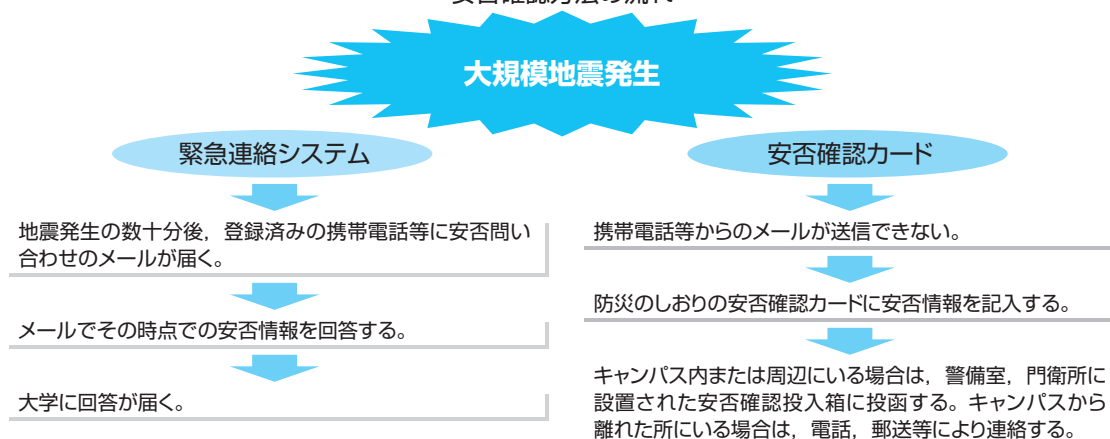 安否確認方法の流れ
大規模地震発生
緊急連絡システム
地震発生の数十分後，登録済みの携帯電話等に安否問い
合わせのメールが届く。
メールでその時点での安否情報を回答する。
大学に回答が届く。
安否確認カード
携帯電話等からのメールが送信できない。
防災のしおりの安否確認カードに安否情報を記入する。
キャンパス内または周辺にいる場合は，警備室，門衛所に
設置された安否確認投入箱に投函する。キャンパスから
離れた所にいる場合は，電話，郵送等により連絡する。